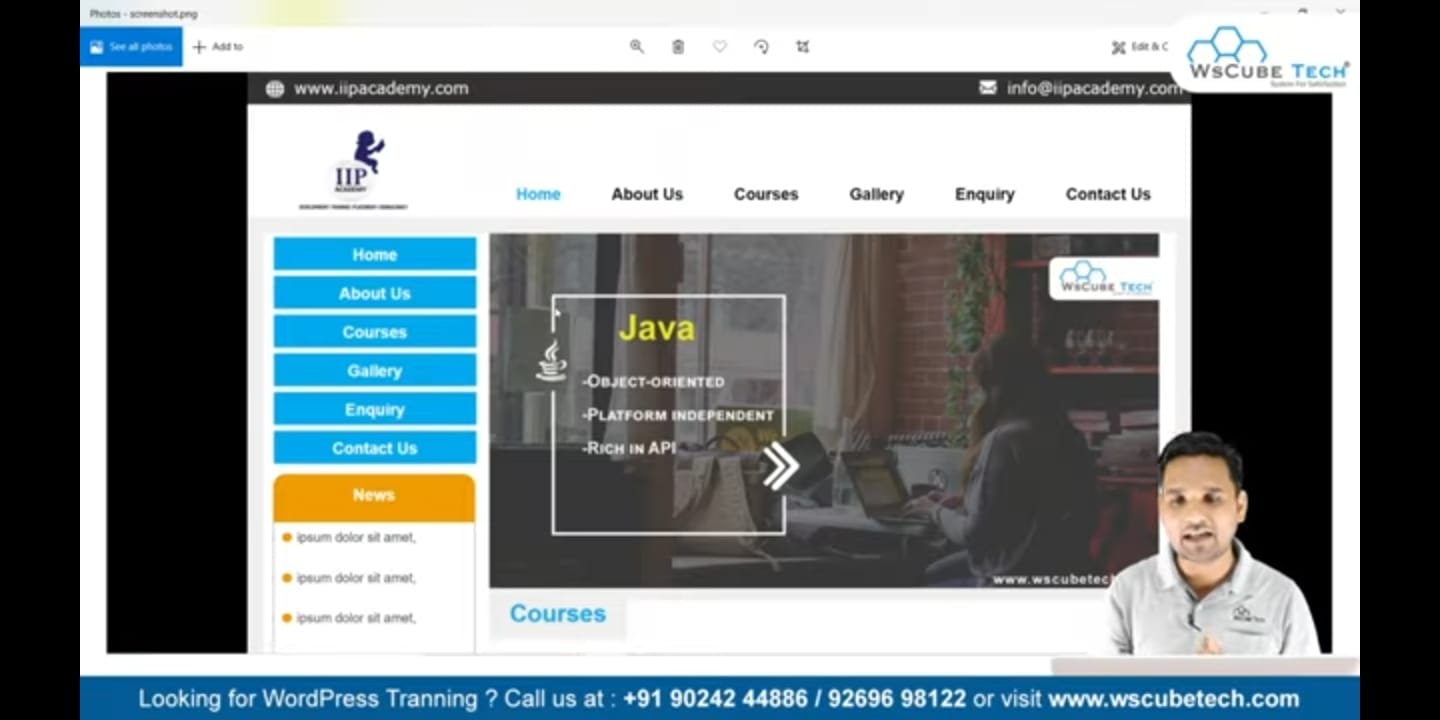 Photos - screenshot.png
See all photos
Add to
Edit & C
WsCube Tech
System For Satisfaction
www.iipacademy.com
info@iipacademy.com
IIP
ACADEMY
Home
About Us
Courses
Gallery
Enquiry
Contact Us
Home
About Us
Courses
Gallery
Enquiry
Contact Us
News
ipsum dolor sit amet,
ipsum dolor sit amet,
ipsum dolor sit amet,
WsCube Tech
Java
-Object-oriented
-Platform independent
-Rich in API
www.wscubetech
Courses
Looking for WordPress Tranning ? Call us at : +91 90242 44886 / 92696 98122 or visit www.wscubetech.com